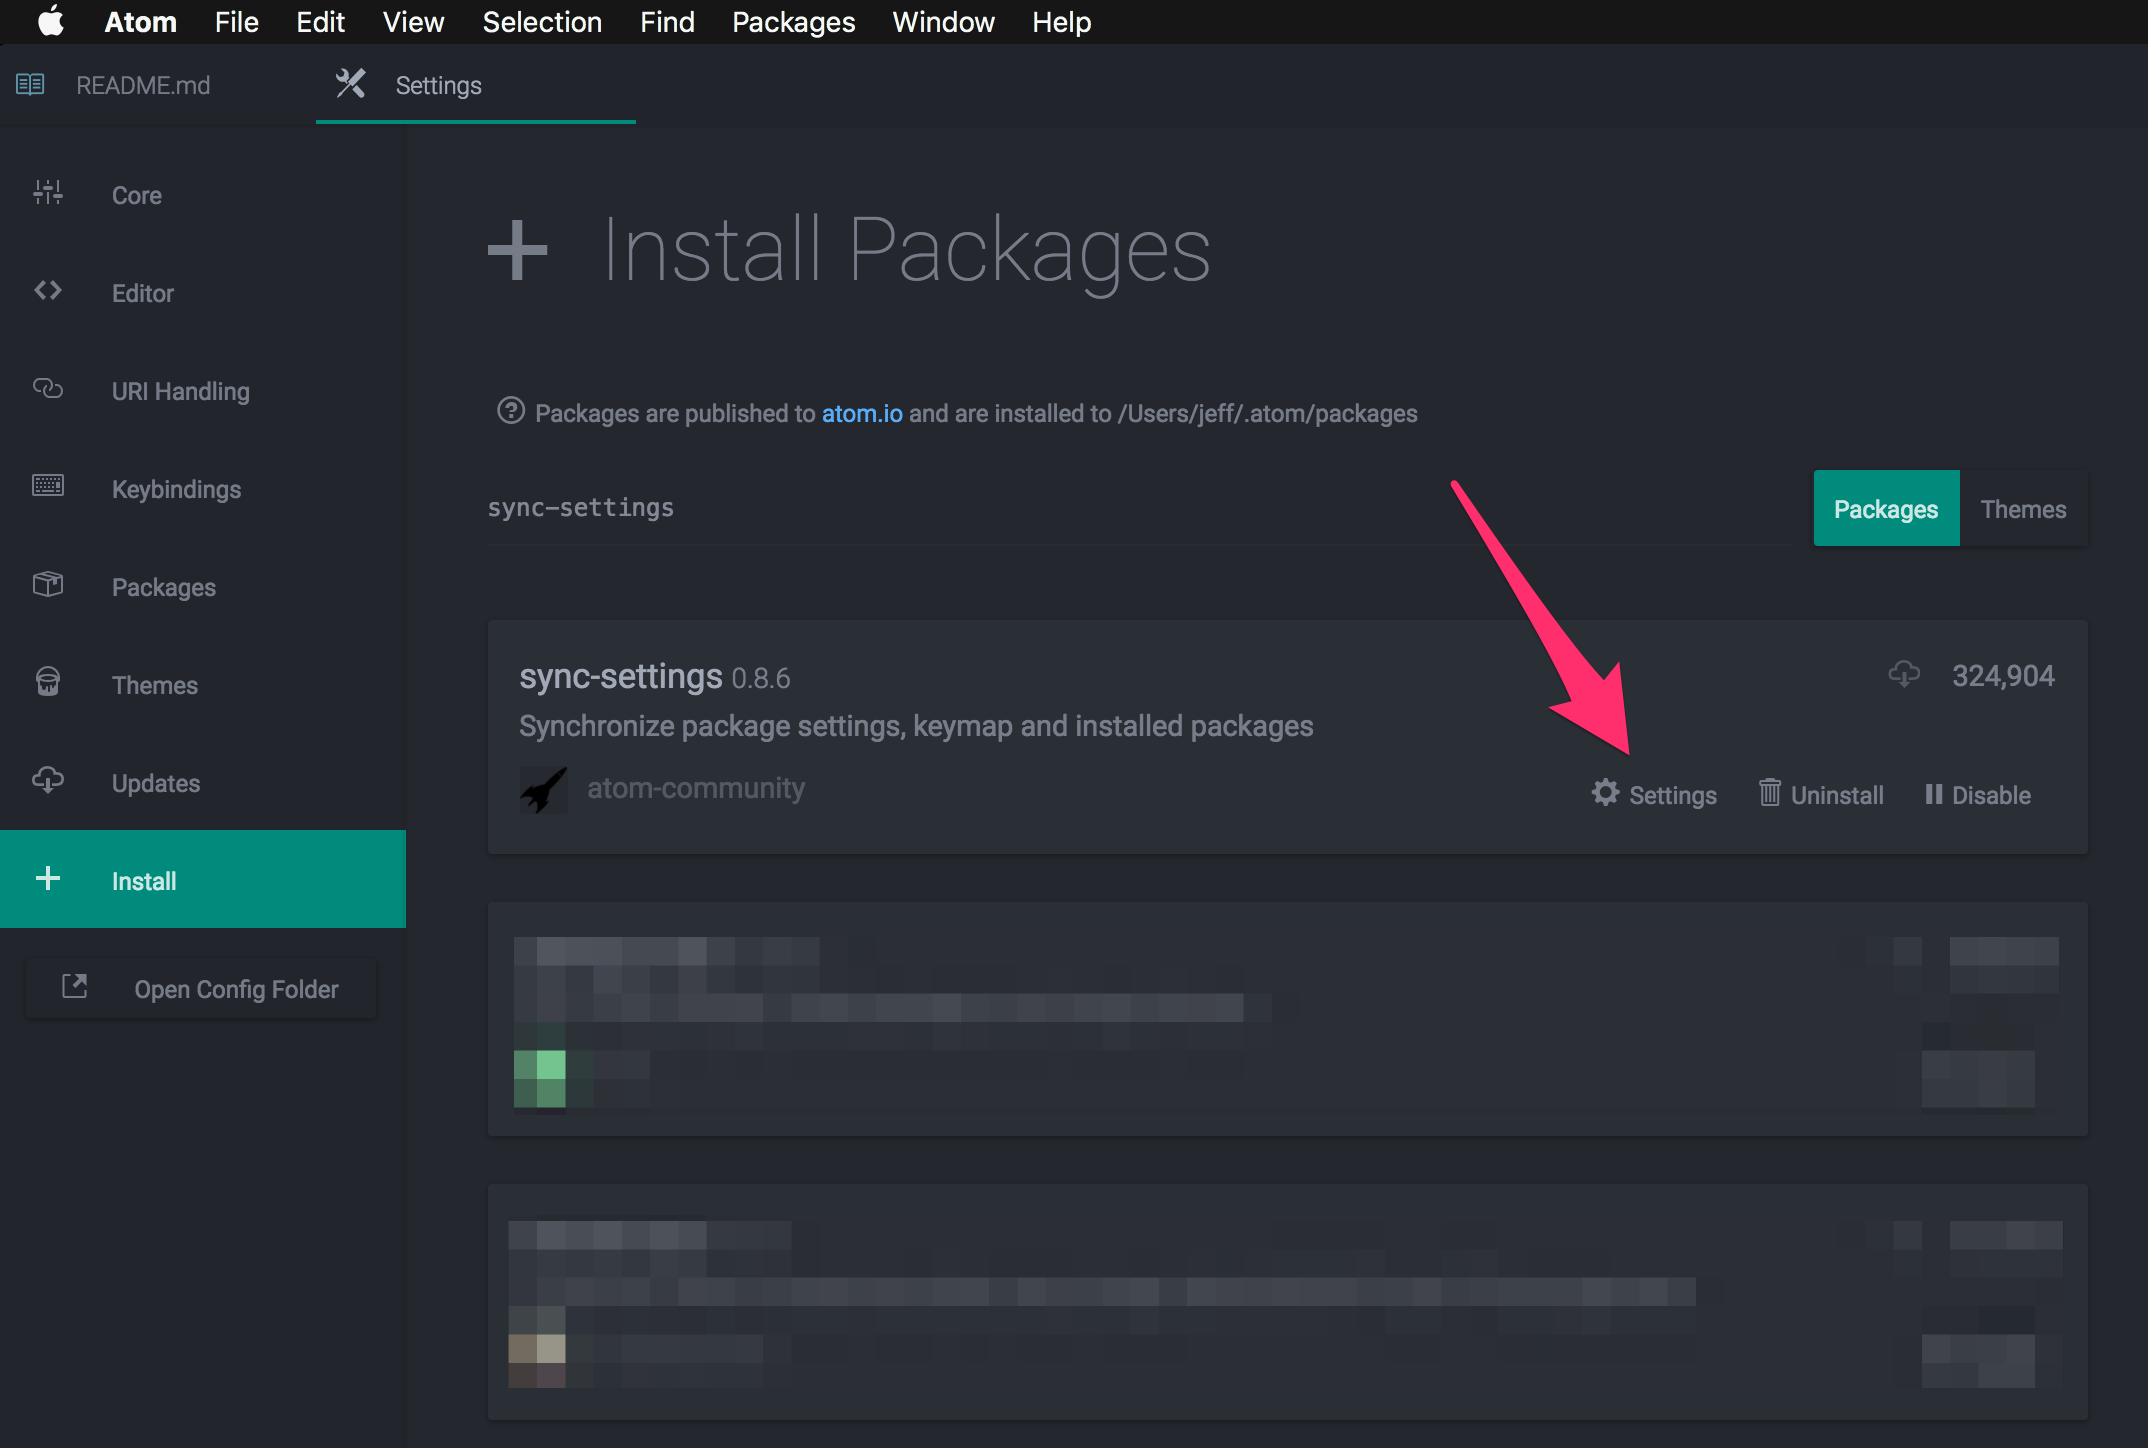 Atom File Edit View Selection Find Packages Window Help
README.md Settings
Core
Editor
URI Handling
Keybindings
Packages
Themes
Updates
Install
Open Config Folder
Install Packages
Packages are published to atom.io and are installed to /Users/jeff/.atom/packages
sync-settings
Packages Themes
sync-settings 0.8.6
324,904
Synchronize package settings, keymap and installed packages
atom-community
Settings Uninstall Disable